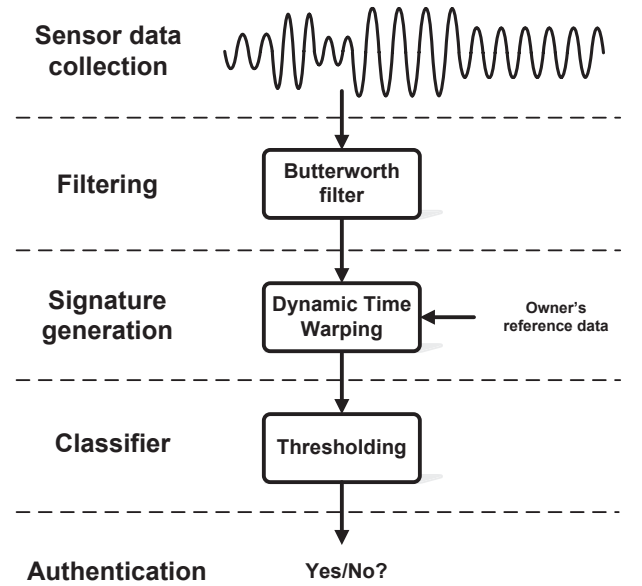 Sensor data
collection
Filtering
Butterworth
filter
Signature
generation
Dynamic Time
Warping
Owner's
reference data
Classifier
Thresholding
Authentication
Yes/No?